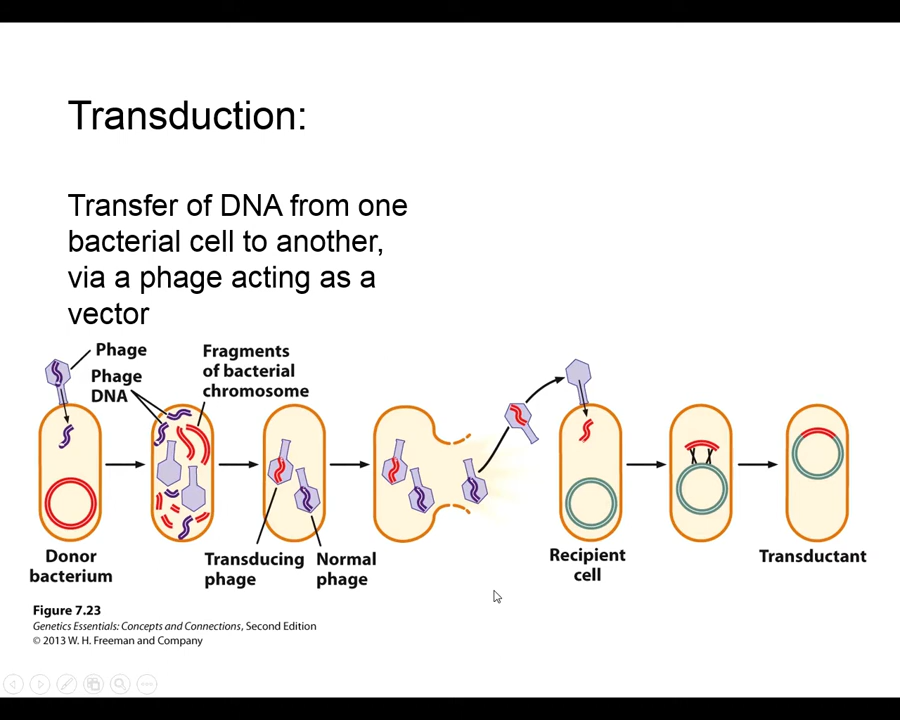 Transduction:
Transfer of DNA from one
bacterial cell to another,
via a phage acting as a
vector
Phage
Phage
DNA
Fragments
of bacterial
chromosome
Donor
bacterium
Transducing
phage
Normal
phage
Recipient
cell
Transductant
Figure 7.23
Genetics Essentials: Concepts and Connections, Second Edition
© 2013 W. H. Freeman and Company